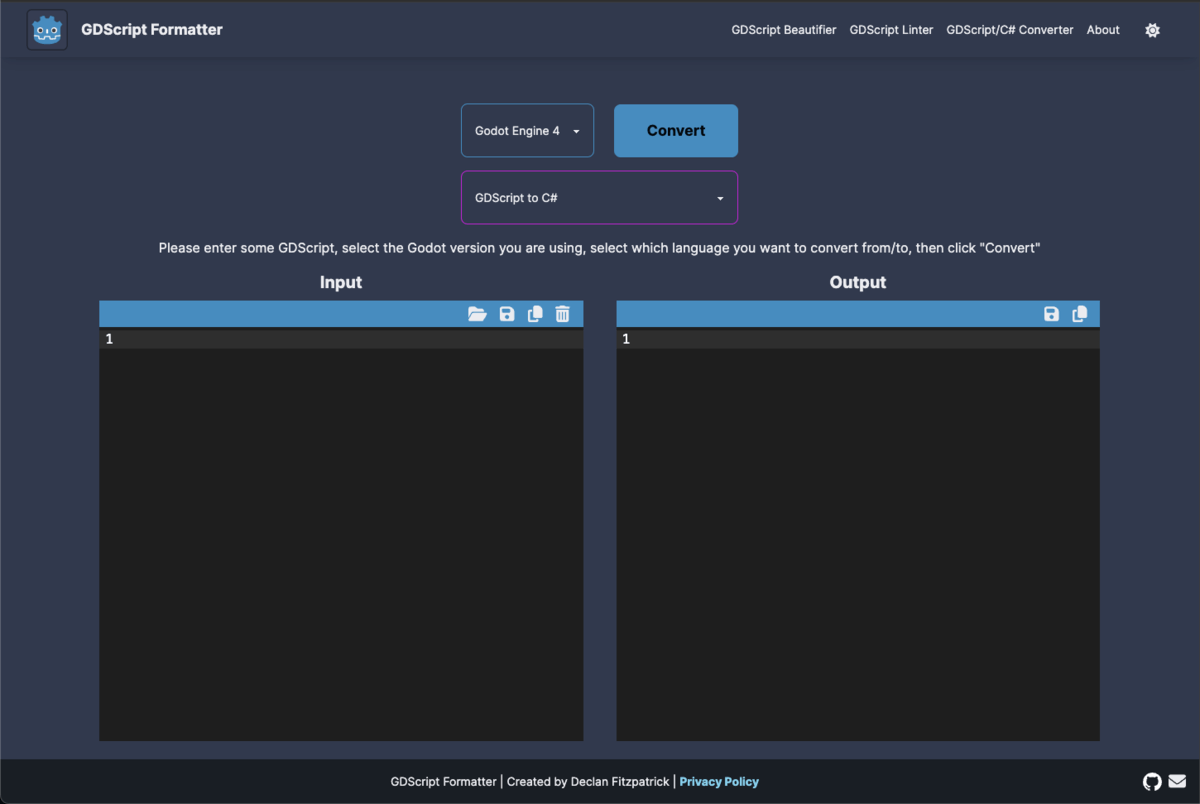 GDScript Formatter
GDScript Beautifier GDScript Linter GDScript/C# Converter About
Godot Engine 4
Convert
GDScript to C#
Please enter some GDScript, select the Godot version you are using, select which language you want to convert from/to, then click "Convert"
Input
Output
1
1
GDScript Formatter | Created by Declan Fitzpatrick | Privacy Policy